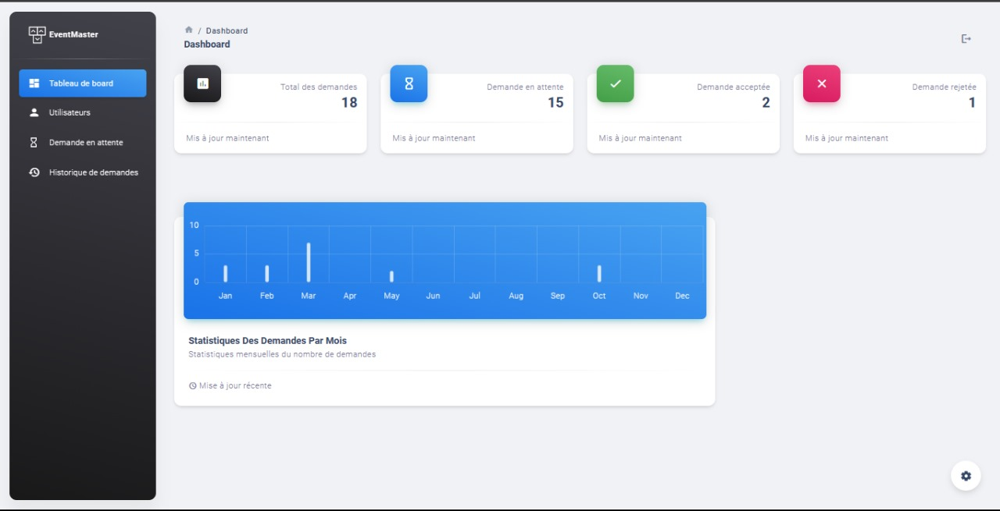 EventMaster
Tableau de board
Utilisateurs
Demande en attente
Historique de demandes
/ Dashboard
Dashboard
Total des demandes
18
Mis à jour maintenant
Demande en attente
15
Mis à jour maintenant
Demande acceptée
2
Mis à jour maintenant
Demande rejetée
1
Mis à jour maintenant
10
5
0
Jan Feb Mar Apr May Jun Jul Aug Sep Oct Nov Dec
Statistiques Des Demandes Par Mois
Statistiques mensuelles du nombre de demandes
Mise à jour récente